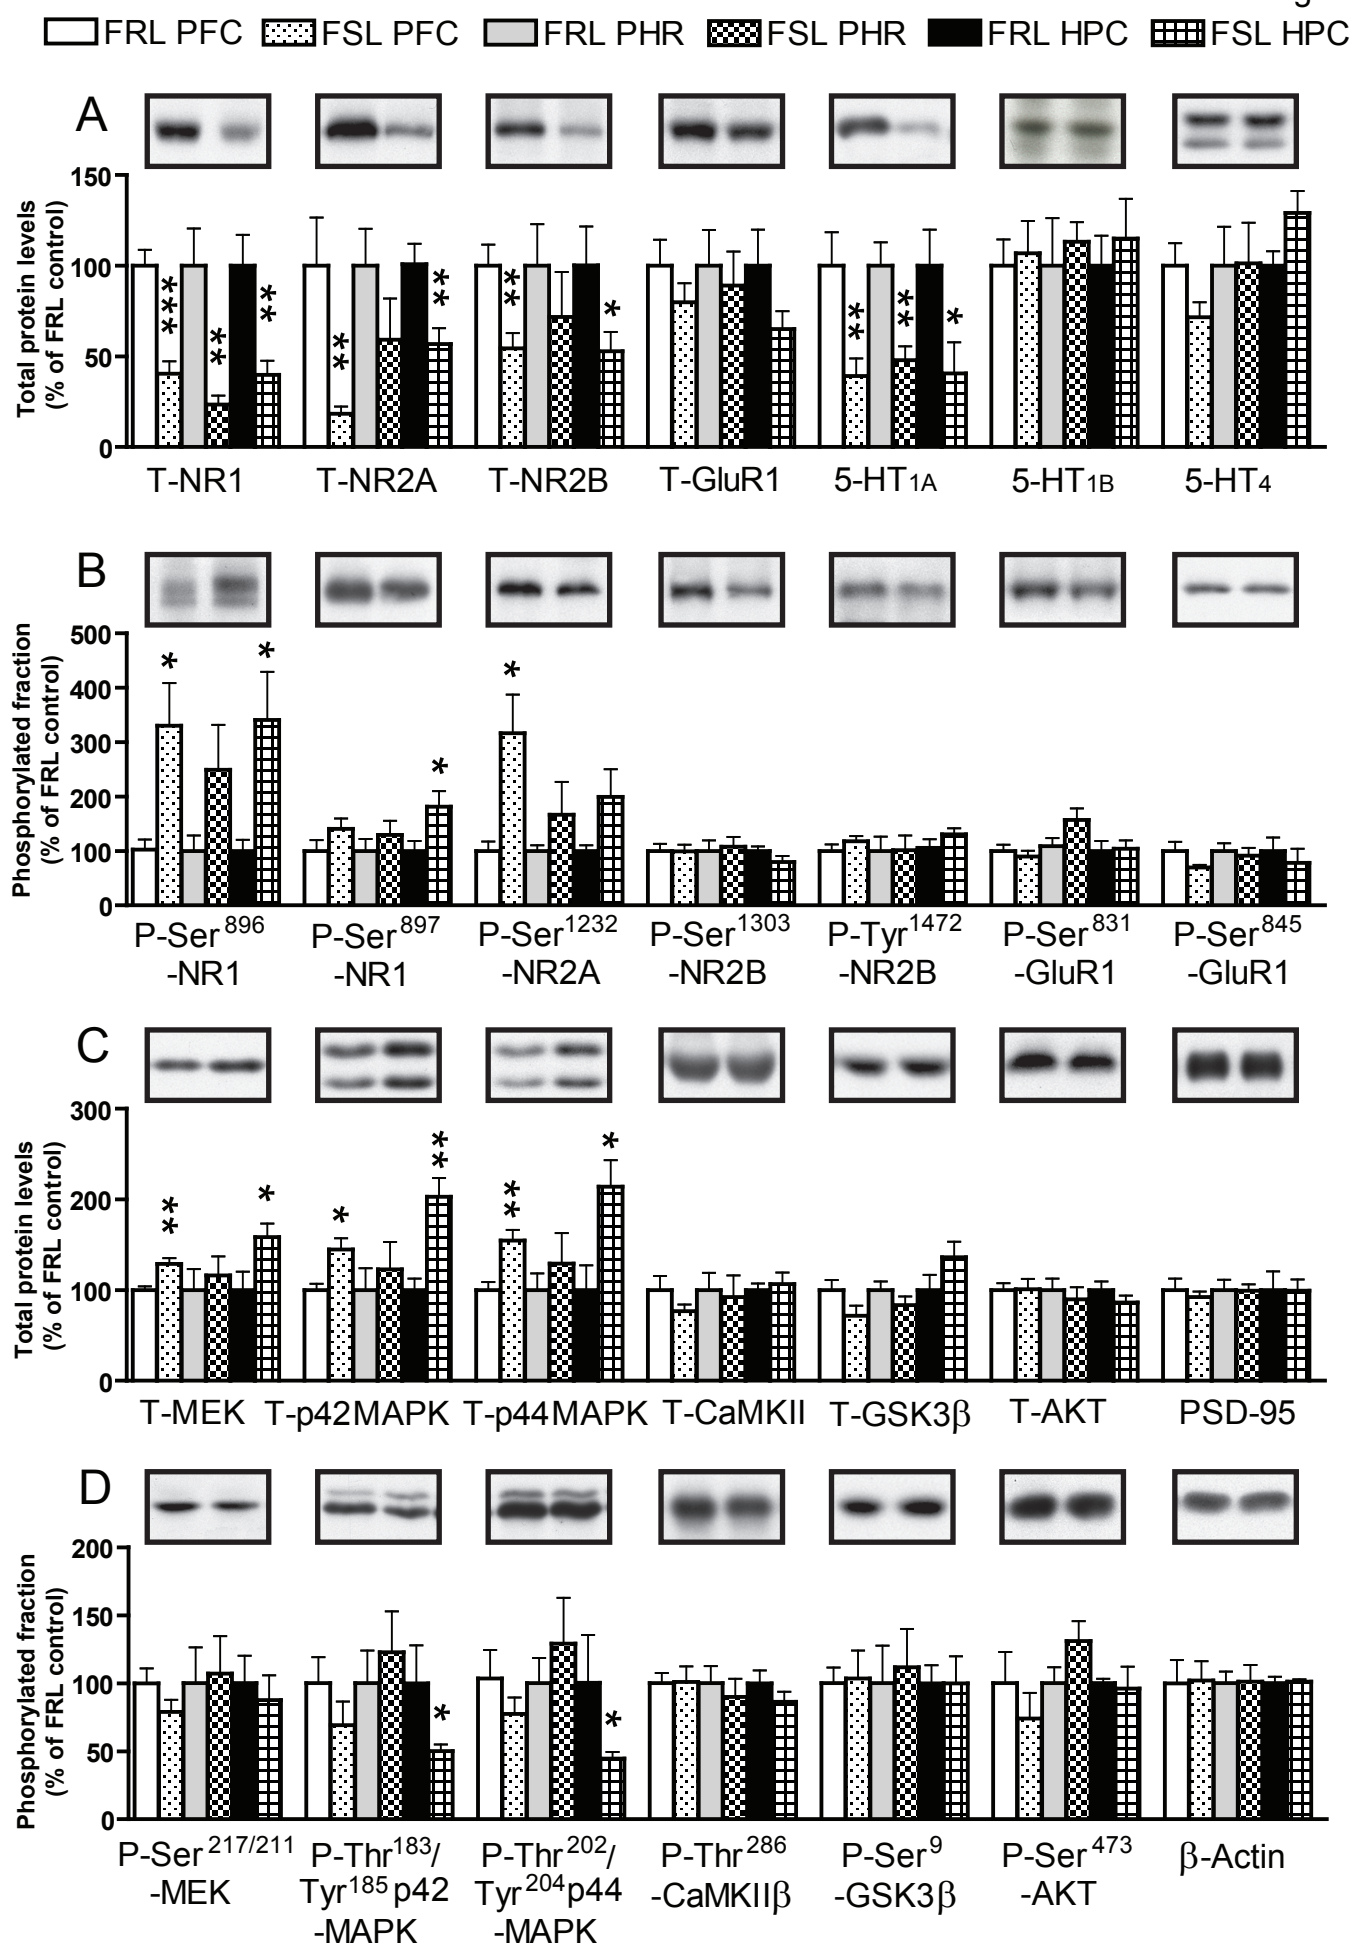 g
FRL PFC FSL PFC FRL PHR FSL PHR FRL HPC FSL HPC
A
Total protein levels
(% of FRL control)
150
100
50
0
*** ** ** ** ** ** * ** ** *
T-NR1 T-NR2A T-NR2B T-GluR1 5-HT1A 5-HT1B 5-HT4
B
Phosphorylated fraction
(% of FRL control)
500
400
300
200
100
0
* * * *
P-Ser896 P-Ser897 P-Ser1232 P-Ser1303 P-Tyr1472 P-Ser831 P-Ser845
-NR1 -NR1 -NR2A -NR2B -NR2B -GluR1 -GluR1
C
Total protein levels
(% of FRL control)
300
200
100
0
** * * ** ** *
T-MEK T-p42MAPK T-p44MAPK T-CaMKII T-GSK3β T-AKT PSD-95
D
Phosphorylated fraction
(% of FRL control)
200
150
100
50
0
* *
P-Ser217/211 P-Thr183/ P-Thr202/ P-Thr286 P-Ser9 P-Ser473 β-Actin
-MEK Tyr185p42 Tyr204p44 -CaMKIIβ -GSK3β -AKT
-MAPK -MAPK